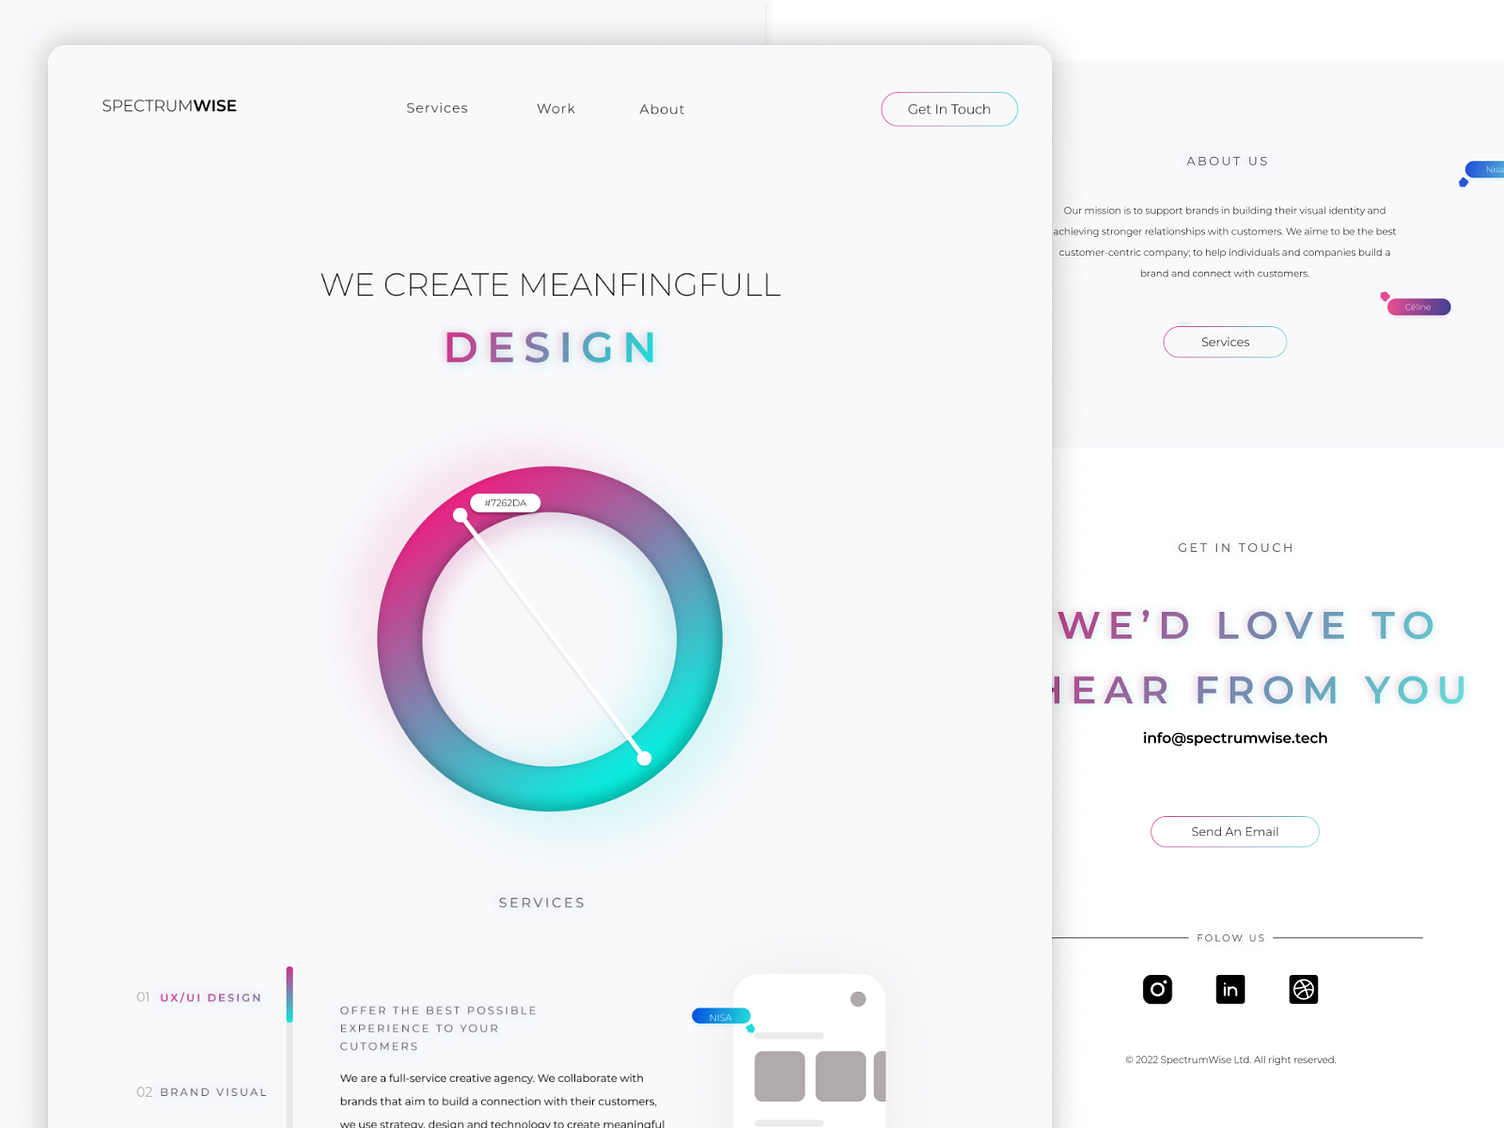 SPECTRUMWISE
Services
Work
About
Get In Touch
WE CREATE MEANFINGFULL
DESIGN
#7262DA
SERVICES
01 UX/UI DESIGN
02 BRAND VISUAL
OFFER THE BEST POSSIBLE
EXPERIENCE TO YOUR
CUTOMERS
We are a full-service creative agency. We collaborate with
brands that aim to build a connection with their customers,
we use strategy, design and technology to create meaningful
NISA
ABOUT US
Nisa
Our mission is to support brands in building their visual identity and
achieving stronger relationships with customers. We aime to be the best
customer-centric company; to help individuals and companies build a
brand and connect with customers.
Céline
Services
GET IN TOUCH
WE’D LOVE TO
HEAR FROM YOU
info@spectrumwise.tech
Send An Email
FOLOW US
in
© 2022 SpectrumWise Ltd. All right reserved.